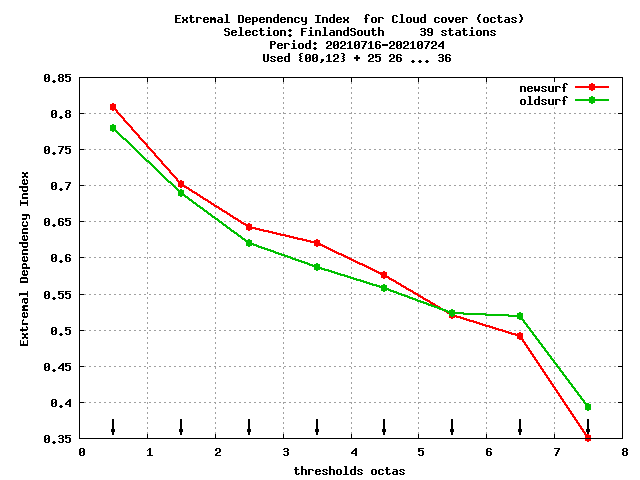 Extremal Dependency Index  for Cloud cover (octas)
Selection: FinlandSouth     39 stations
Period: 20210716-20210724
Used {00,12} + 25 26 ... 36
newsurf
oldsurf
0.85
0.8
0.75
0.7
0.65
0.6
0.55
0.5
0.45
0.4
0.35
Extremal Dependency Index
0 1 2 3 4 5 6 7 8
thresholds octas